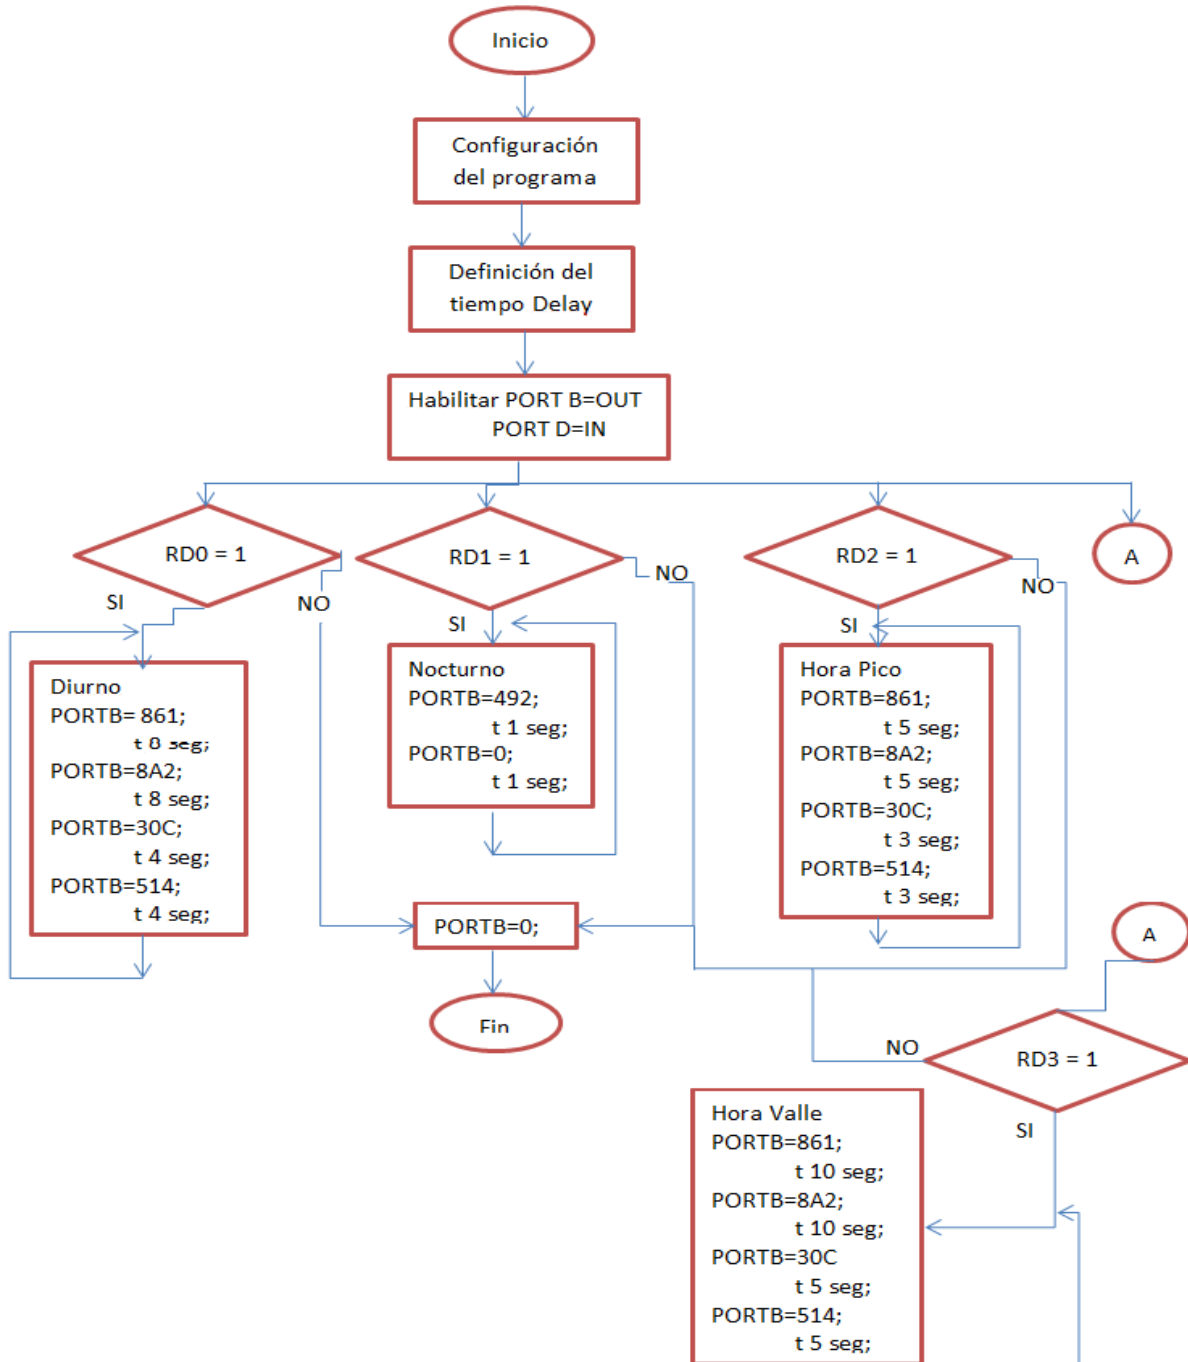 Inicio
Configuración
del programa
Definición del
tiempo Delay
Habilitar PORT B=OUT
PORT D=IN
RD0 = 1
RD1 = 1
RD2 = 1
A
SI
NO
SI
NO
SI
NO
Diurno
PORTB= 861;
t 8 seg;
PORTB=8A2;
t 8 seg;
PORTB=30C;
t 4 seg;
PORTB=514;
t 4 seg;
Nocturno
PORTB=492;
t 1 seg;
PORTB=0;
t 1 seg;
Hora Pico
PORTB=861;
t 5 seg;
PORTB=8A2;
t 5 seg;
PORTB=30C;
t 3 seg;
PORTB=514;
t 3 seg;
PORTB=0;
Fin
A
RD3 = 1
NO
SI
Hora Valle
PORTB=861;
t 10 seg;
PORTB=8A2;
t 10 seg;
PORTB=30C
t 5 seg;
PORTB=514;
t 5 seg;